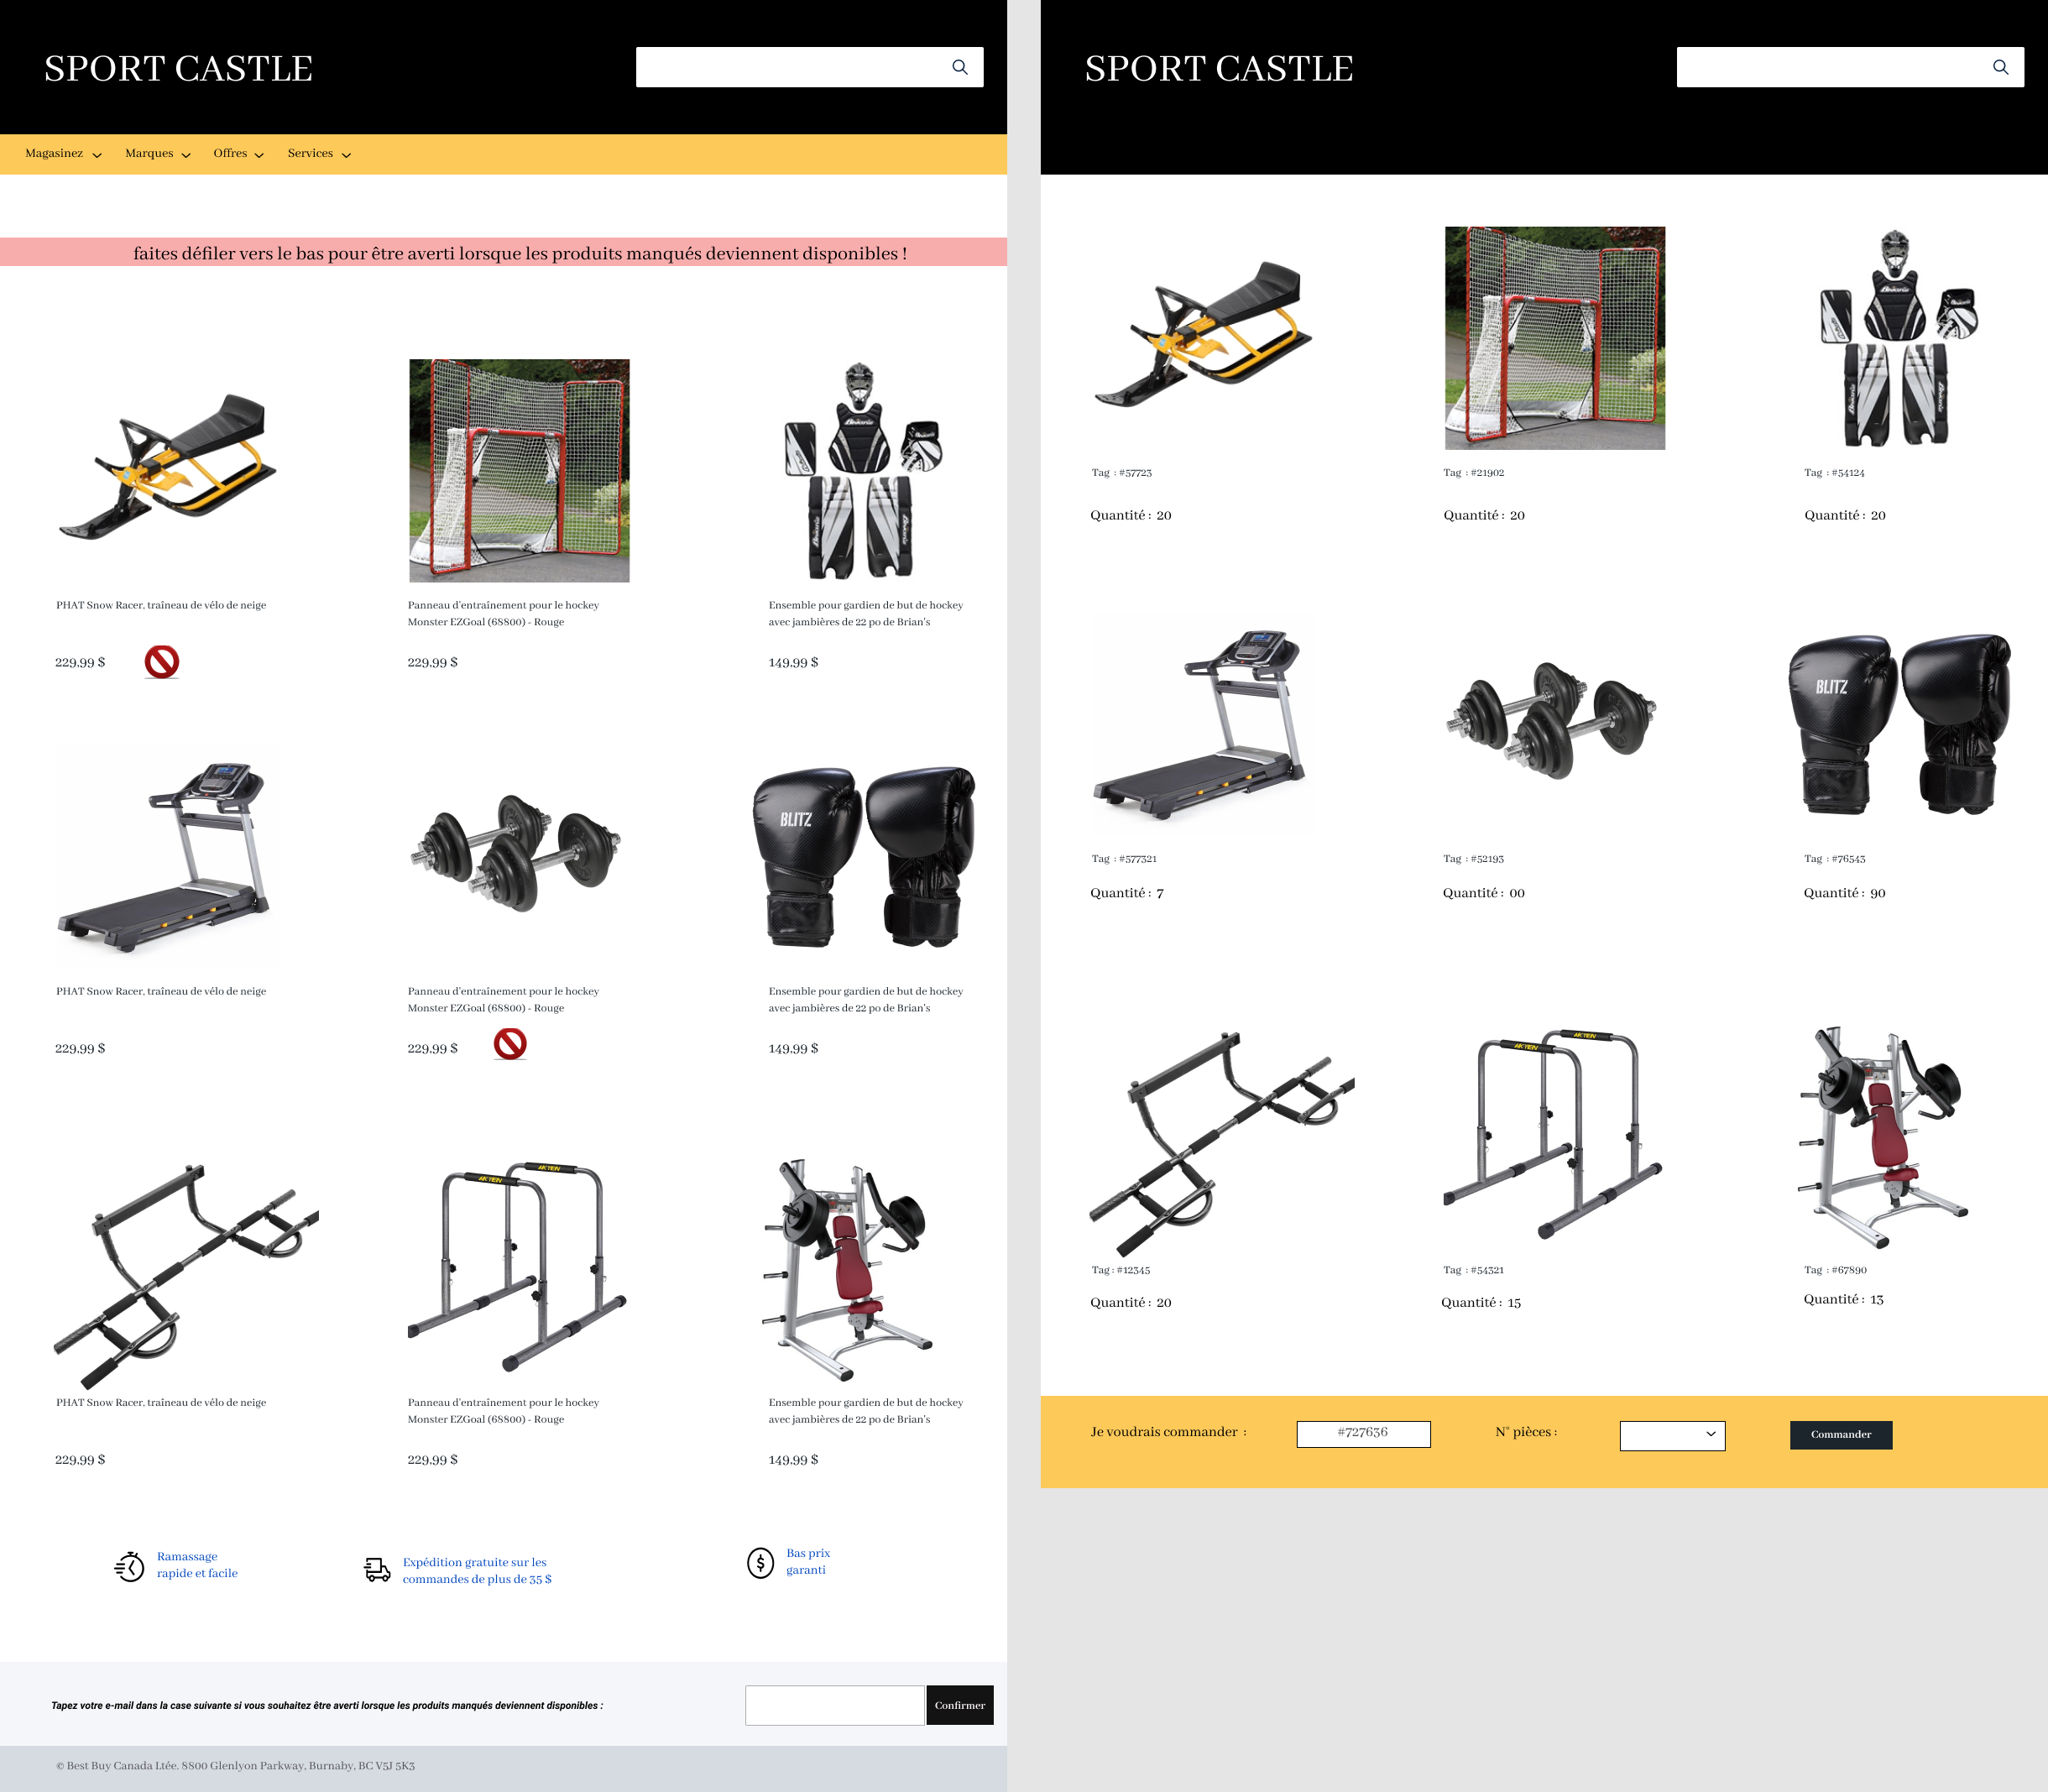 SPORT CASTLE
Magasinez Marques Offres Services
faites défiler vers le bas pour être averti lorsque les produits manqués deviennent disponibles !
Brian's
PHAT Snow Racer, traîneau de vélo de neige
Panneau d'entraînement pour le hockey
Monster EZGoal (68800) - Rouge
Ensemble pour gardien de but de hockey
avec jambières de 22 po de Brian's
229.99 $
229.99 $
149.99 $
BLITZ
PHAT Snow Racer, traîneau de vélo de neige
Panneau d'entraînement pour le hockey
Monster EZGoal (68800) - Rouge
Ensemble pour gardien de but de hockey
avec jambières de 22 po de Brian's
229.99 $
229.99 $
149.99 $
PHAT Snow Racer, traîneau de vélo de neige
Panneau d'entraînement pour le hockey
Monster EZGoal (68800) - Rouge
Ensemble pour gardien de but de hockey
avec jambières de 22 po de Brian's
229.99 $
229.99 $
149.99 $
Ramassage
rapide et facile
Expédition gratuite sur les
commandes de plus de 35 $
Bas prix
garanti
Tapez votre e-mail dans la case suivante si vous souhaitez être averti lorsque les produits manqués deviennent disponibles :
Confirmer
© Best Buy Canada Ltée. 8800 Glenlyon Parkway, Burnaby, BC V5J 5K3
SPORT CASTLE
Brian's
Tag : #57723
Tag : #21902
Tag : #54124
Quantité : 20
Quantité : 20
Quantité : 20
BLITZ
Tag : #577321
Tag : #52193
Tag : #76543
Quantité : 7
Quantité : 00
Quantité : 90
Tag : #12345
Tag : #54321
Tag : #67890
Quantité : 20
Quantité : 15
Quantité : 13
Je voudrais commander :
#727636
N° pièces :
Commander